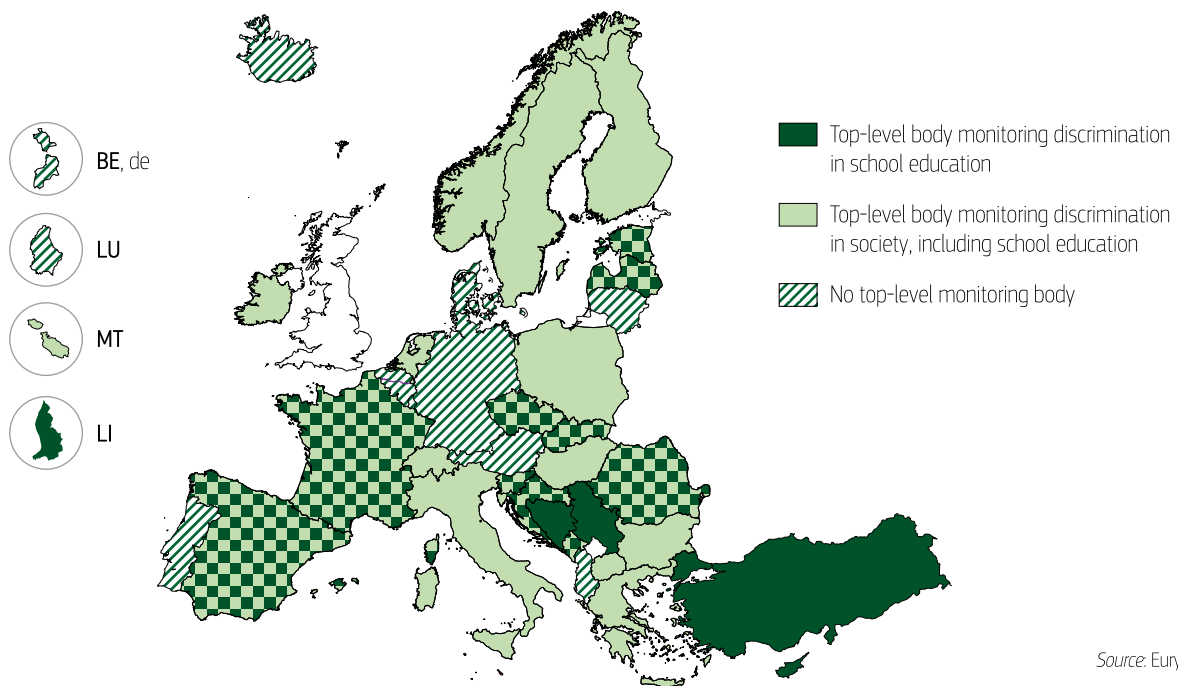 BE, de
LU
MT
LI
Top-level body monitoring discrimination
in school education
Top-level body monitoring discrimination
in society, including school education
No top-level monitoring body
Source: Eury